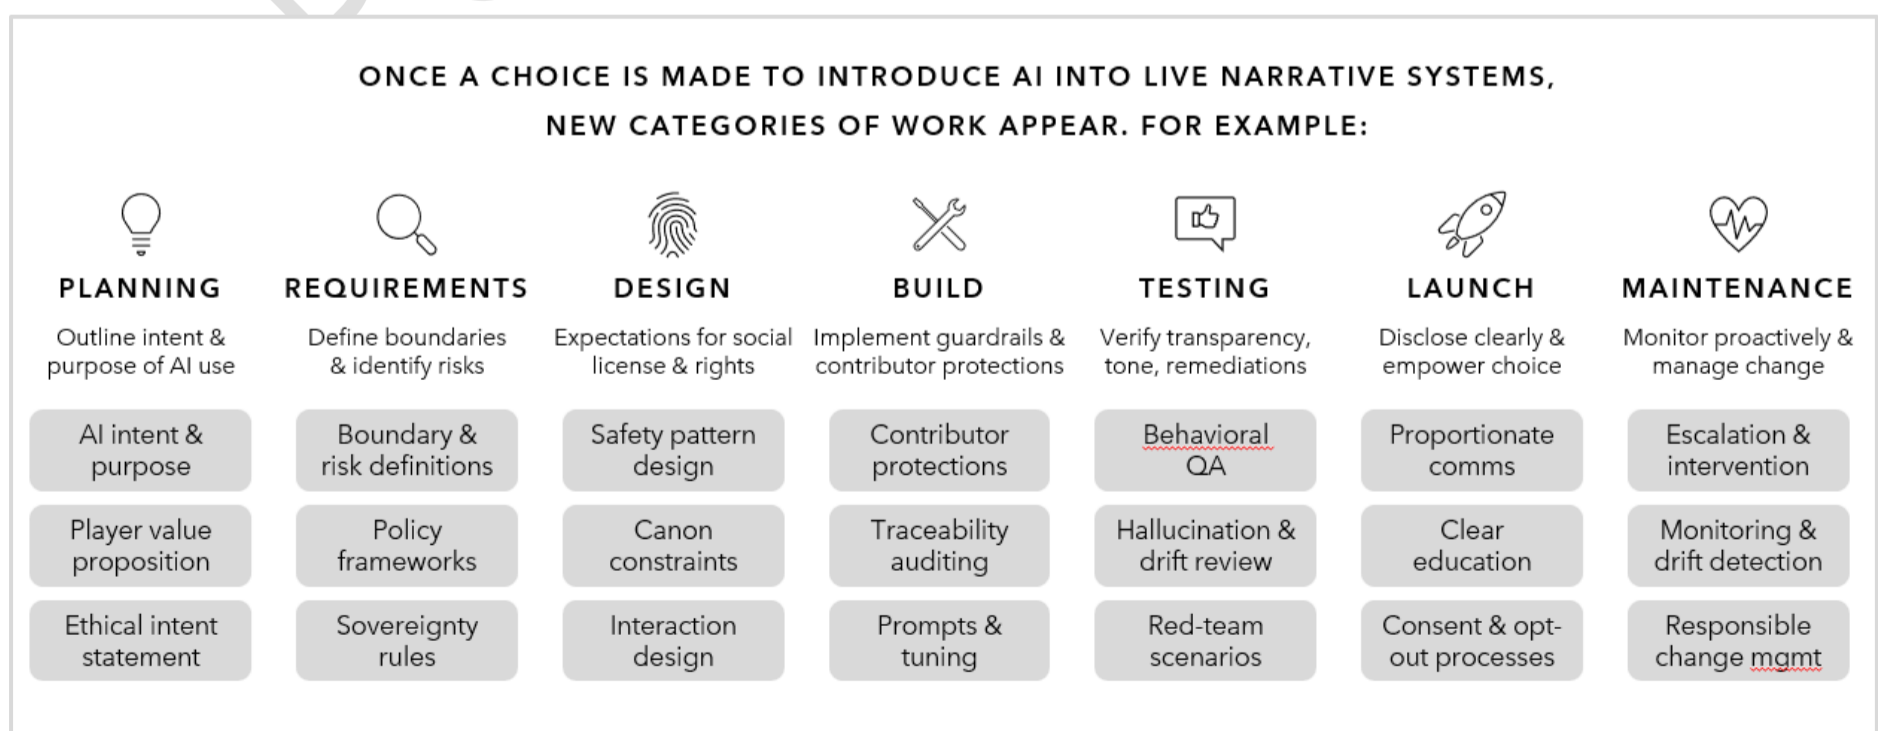 ONCE A CHOICE IS MADE TO INTRODUCE AI INTO LIVE NARRATIVE SYSTEMS,
NEW CATEGORIES OF WORK APPEAR. FOR EXAMPLE:
PLANNING
Outline intent &
purpose of AI use
AI intent &
purpose
Player value
proposition
Ethical intent
statement
REQUIREMENTS
Define boundaries
& identify risks
Boundary &
risk definitions
Policy
frameworks
Sovereignty
rules
DESIGN
Expectations for social
license & rights
Safety pattern
design
Canon
constraints
Interaction
design
BUILD
Implement guardrails &
contributor protections
Contributor
protections
Traceability
auditing
Prompts &
tuning
TESTING
Verify transparency,
tone, remediations
Behavioral
QA
Hallucination &
drift review
Red-team
scenarios
LAUNCH
Disclose clearly &
empower choice
Proportionate
comms
Clear
education
Consent & opt-
out processes
MAINTENANCE
Monitor proactively &
manage change
Escalation &
intervention
Monitoring &
drift detection
Responsible
change mgmt